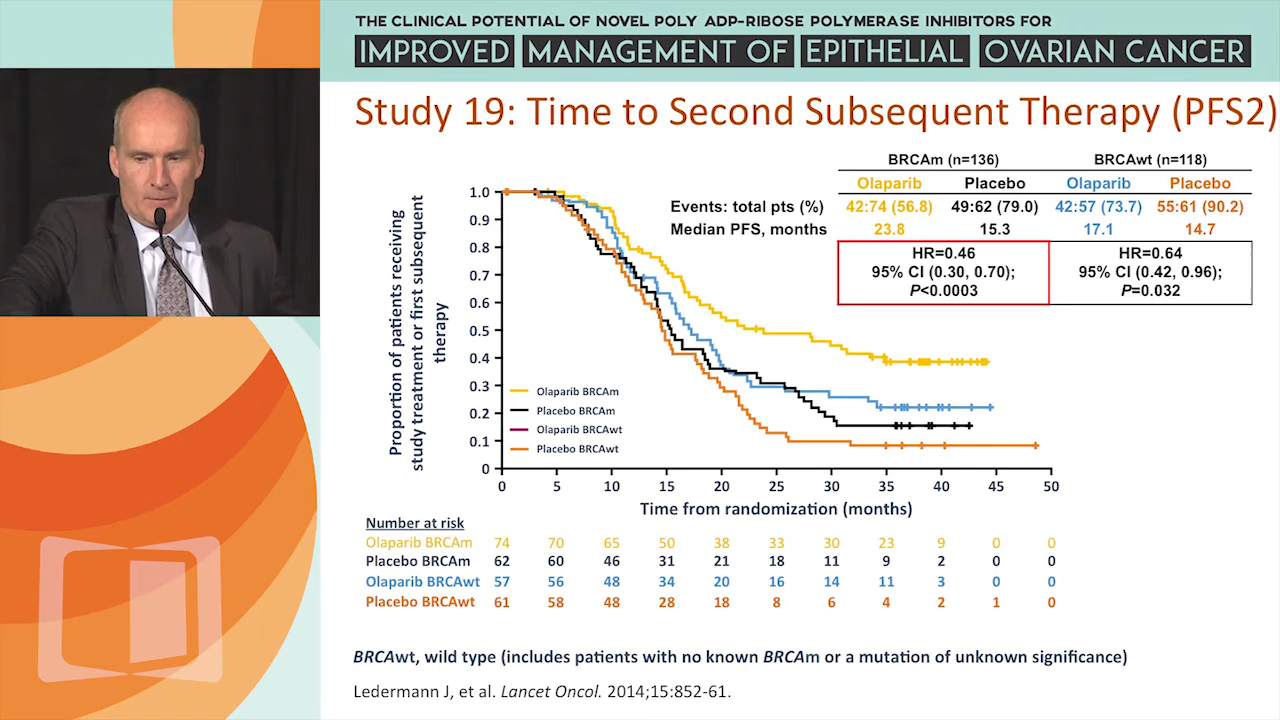 THE CLINICAL POTENTIAL OF NOVEL POLY ADP-RIBOSE POLYMERASE INHIBITORS FOR
IMPROVED MANAGEMENT OF EPITHELIAL OVARIAN CANCER
Study 19: Time to Second Subsequent Therapy (PFS2)
BRCAm (n=136) BRCAwt (n=118)
Olaparib Placebo Olaparib Placebo
Events: total pts (%) 42:74 (56.8) 49:62 (79.0) 42:57 (73.7) 55:61 (90.2)
Median PFS, months 23.8 15.3 17.1 14.7
HR=0.46
95% CI (0.30, 0.70);
P<0.0003
HR=0.64
95% CI (0.42, 0.96);
P=0.032
Proportion of patients receiving
study treatment or first subsequent
therapy
1.0
0.9
0.8
0.7
0.6
0.5
0.4
0.3
0.2
0.1
0
Olaparib BRCAm
Placebo BRCAm
Olaparib BRCAwt
Placebo BRCAwt
0 5 10 15 20 25 30 35 40 45 50
Time from randomization (months)
Number at risk
Olaparib BRCAm 74 70 65 50 38 33 30 23 9 0 0
Placebo BRCAm 62 60 46 31 21 18 11 9 2 0 0
Olaparib BRCAwt 57 56 48 34 20 16 14 11 3 0 0
Placebo BRCAwt 61 58 48 28 18 8 6 4 2 1 0
BRCAwt, wild type (includes patients with no known BRCAm or a mutation of unknown significance)
Ledermann J, et al. Lancet Oncol. 2014;15:852-61.